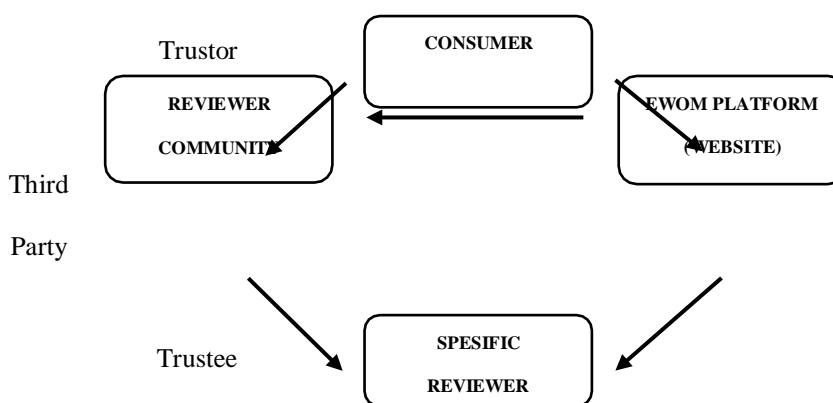 Trustor
CONSUMER
REVIEWER
COMMUNITY
EWOM PLATFORM
(WEBSITE)
Third
Party
Trustee
SPESIFIC
REVIEWER